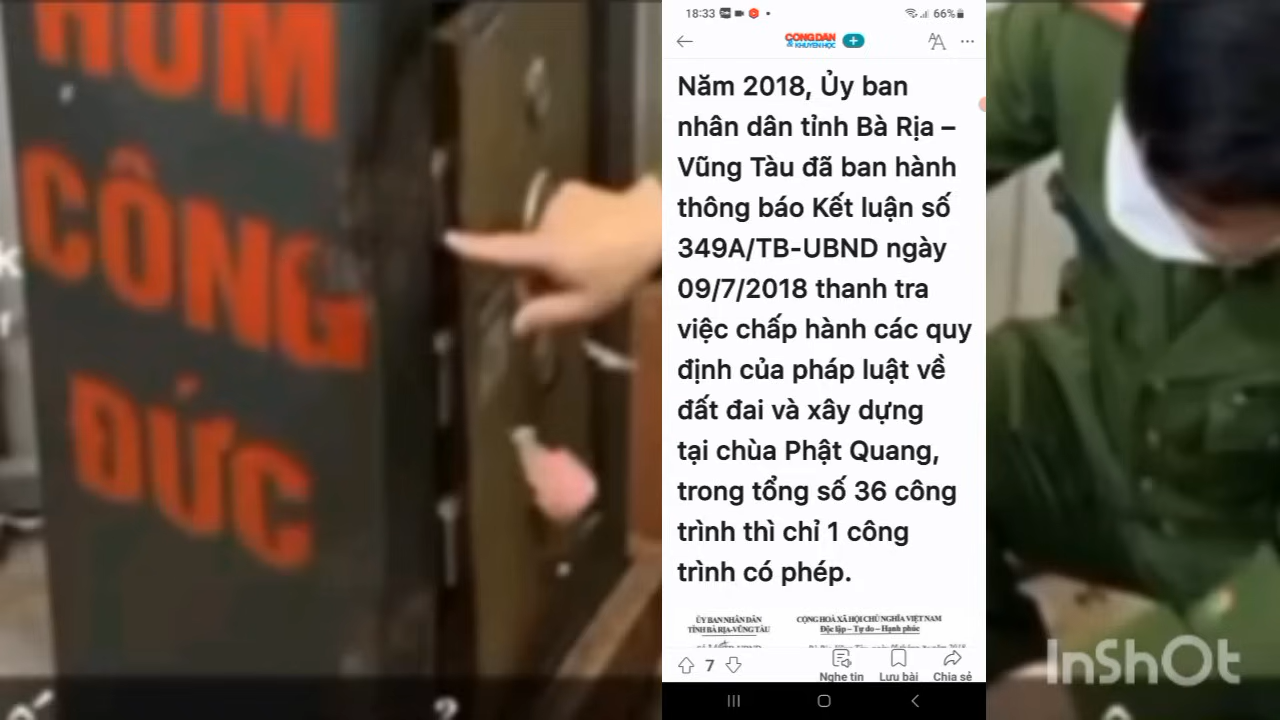 HÒM
CÔNG
ĐỨC
18:33
66%
CÔNG DÂN
& KHUYẾN HỌC
Năm 2018, Ủy ban
nhân dân tỉnh Bà Rịa –
Vũng Tàu đã ban hành
thông báo Kết luận số
349A/TB-UBND ngày
09/7/2018 thanh tra
việc chấp hành các quy
định của pháp luật về
đất đai và xây dựng
tại chùa Phật Quang,
trong tổng số 36 công
trình thì chỉ 1 công
trình có phép.
ỦY BAN NHÂN DÂN
TỈNH BÀ RỊA-VŨNG TÀU
CỘNG HOÀ XÃ HỘI CHỦ NGHĨA VIỆT NAM
Độc lập – Tự do – Hạnh phúc
7
Nghe tin
Lưu bài
Chia sẻ
InShOt